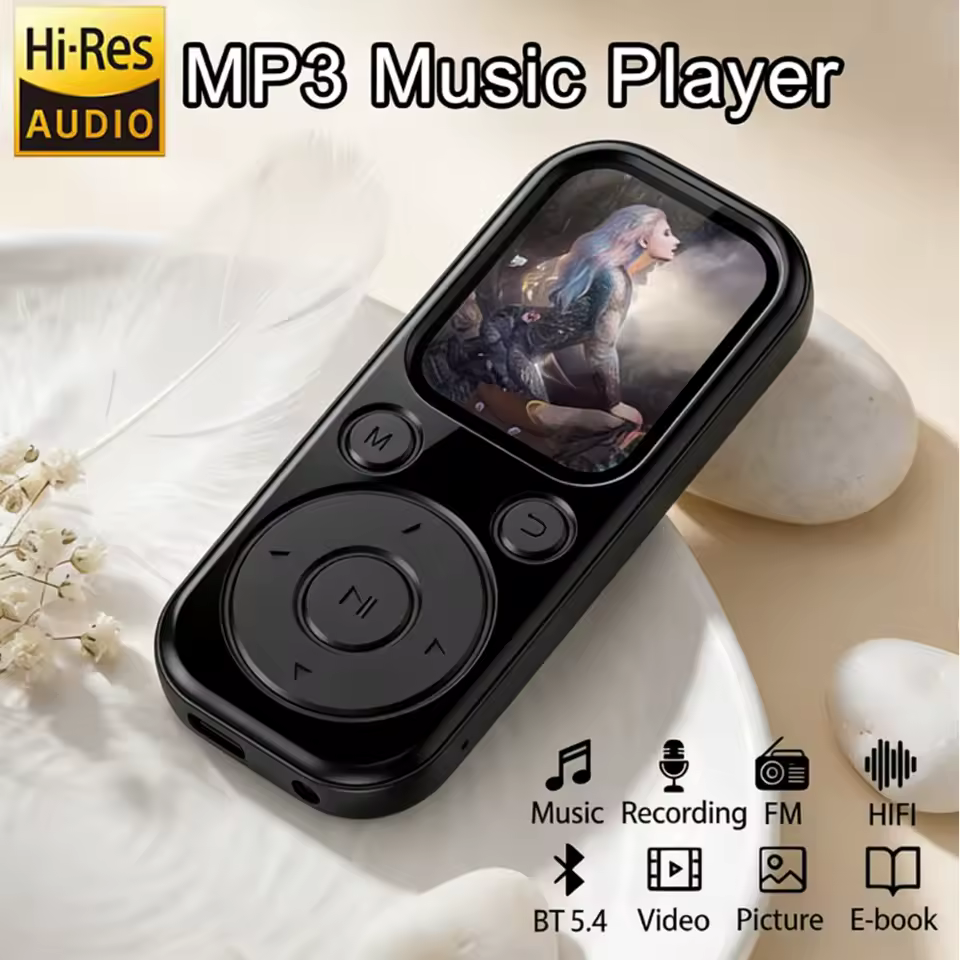 Hi-Res
AUDIO
MP3 Music Player
M
Music Recording FM HIFI
BT 5.4 Video Picture E-book